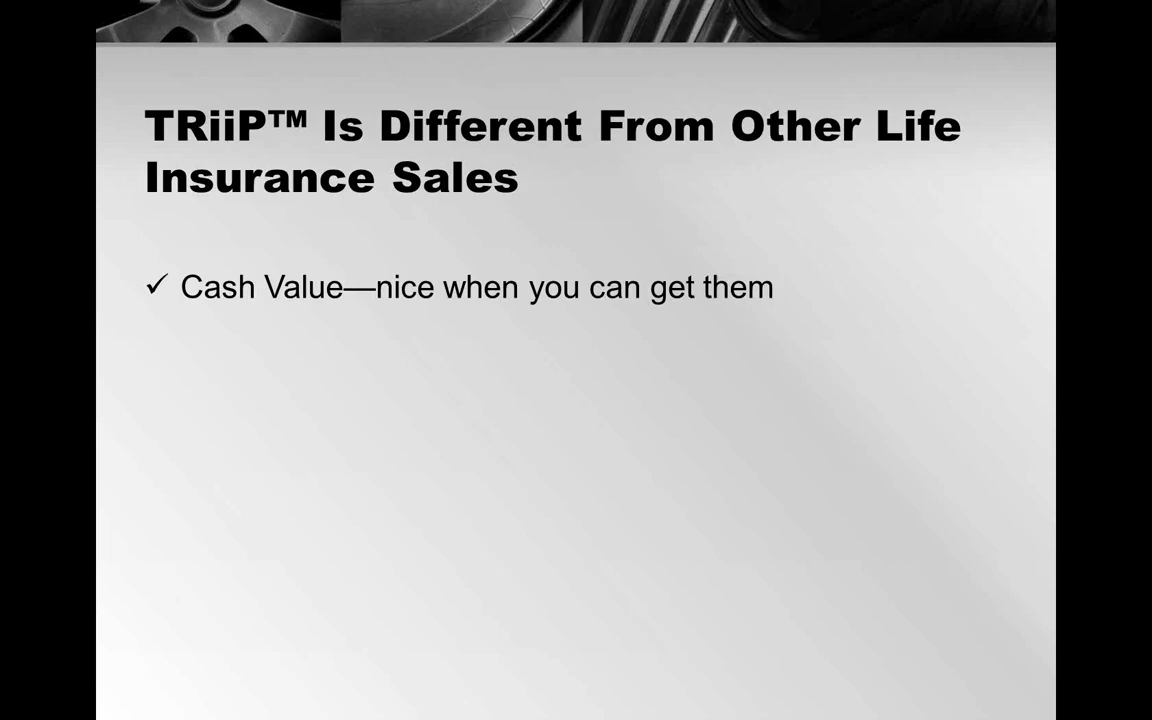 TRiiP™ Is Different From Other Life
Insurance Sales
✓ Cash Value—nice when you can get them